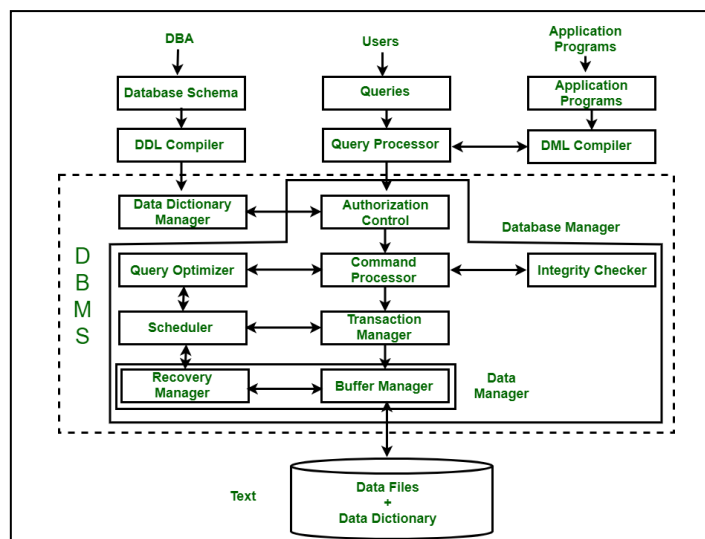 DBA
Users
Application
Programs
Database Schema
Queries
Application
Programs
DDL Compiler
Query Processor
DML Compiler
Data Dictionary
Manager
Authorization
Control
Database Manager
D
B
M
S
Query Optimizer
Command
Processor
Integrity Checker
Scheduler
Transaction
Manager
Recovery
Manager
Buffer Manager
Data
Manager
Text
Data Files
+
Data Dictionary